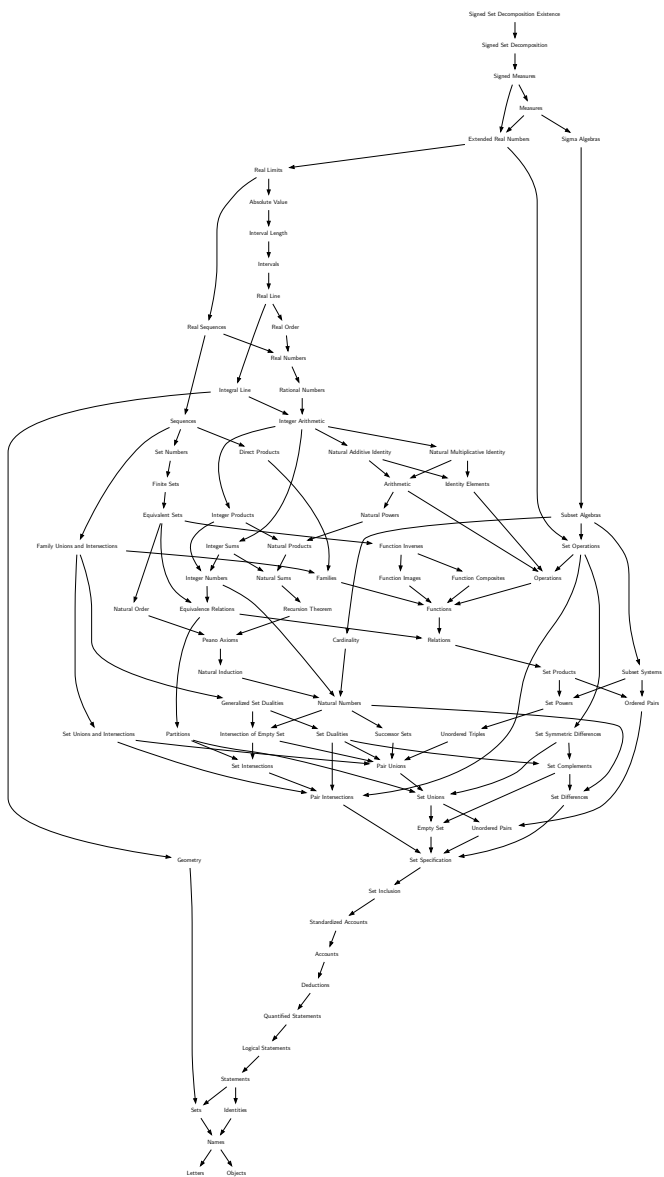 Signed Set Decomposition Existence
Signed Set Decomposition
Signed Measures
Measures
Extended Real Numbers
Sigma Algebras
Real Limits
Absolute Value
Interval Length
Intervals
Real Line
Real Sequences
Real Order
Real Numbers
Integral Line
Rational Numbers
Sequences
Integer Arithmetic
Set Numbers
Direct Products
Natural Additive Identity
Natural Multiplicative Identity
Finite Sets
Arithmetic
Identity Elements
Equivalent Sets
Integer Products
Natural Powers
Subset Algebras
Family Unions and Intersections
Integer Sums
Natural Products
Function Inverses
Set Operations
Integer Numbers
Natural Sums
Families
Function Images
Function Composites
Operations
Natural Order
Equivalence Relations
Recursion Theorem
Functions
Peano Axioms
Cardinality
Relations
Natural Induction
Set Products
Subset Systems
Generalized Set Dualities
Natural Numbers
Set Powers
Ordered Pairs
Set Unions and Intersections
Partitions
Intersection of Empty Set
Set Dualities
Successor Sets
Unordered Triples
Set Symmetric Differences
Set Intersections
Pair Unions
Set Complements
Pair Intersections
Set Unions
Set Differences
Empty Set
Unordered Pairs
Geometry
Set Specification
Set Inclusion
Standardized Accounts
Accounts
Deductions
Quantified Statements
Logical Statements
Statements
Sets
Identities
Names
Letters
Objects